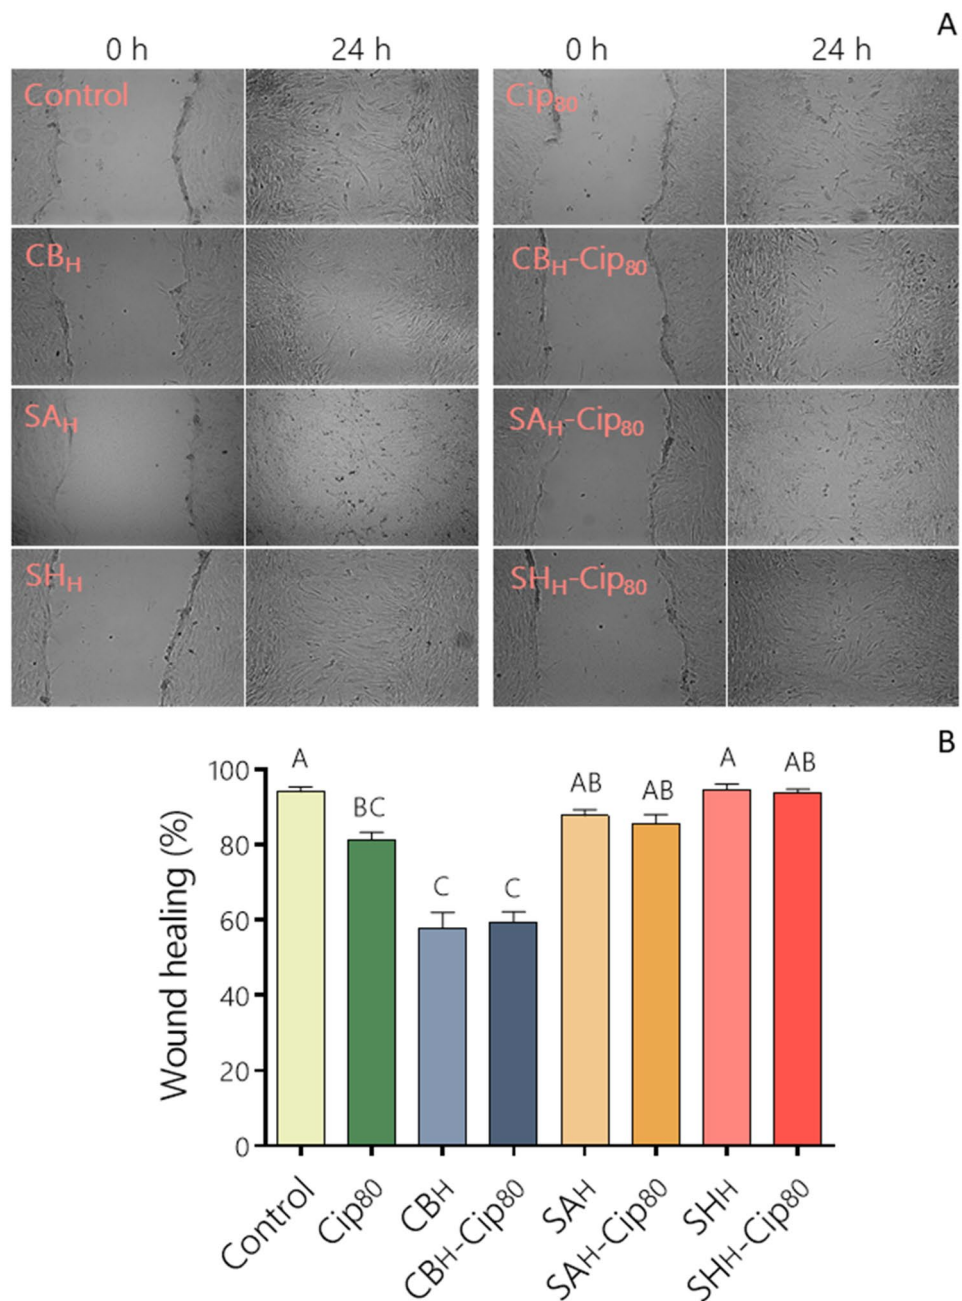 A
0 h 24 h 0 h 24 h
Control Cip80
CBH CBH-Cip80
SAH SAH-Cip80
SHH SHH-Cip80
B
A BC C C AB AB A AB
Wound healing (%)
100
80
60
40
20
0
Control Cip80 CBH CBH-Cip80 SAH SAH-Cip80 SHH SHH-Cip80